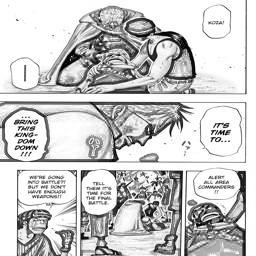 KOZA!
IT'S
TIME
TO...
...
BRING
THIS
KING-
DOM
DOWN
!!!
WE'RE GOING
INTO BATTLE?!
BUT WE DON'T
HAVE ENOUGH
WEAPONS!!
TELL
THEM IT'S
TIME FOR
THE FINAL
BATTLE.
ALERT
ALL AREA
COMMANDERS
!!